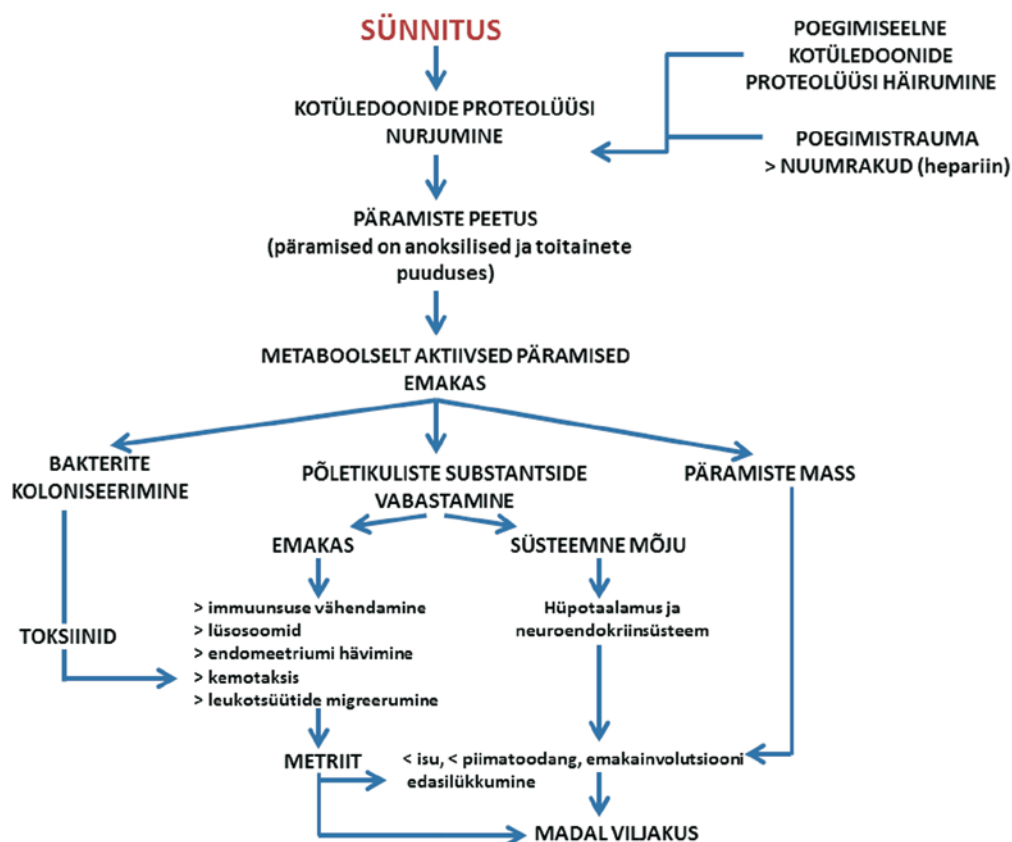 SÜNNITUS
POEGIMISEELNE
KOTÜLEDOONIDE
PROTEOLÜÜSI HÄIRUMINE
KOTÜLEDOONIDE PROTEOLÜÜSI
NURJUMINE
POEGIMISTRAUMA
> NUUMRAKUD (hepariin)
PÄRAMISTE PEETUS
(päramised on anoksilised ja toitainete
puuduses)
METABOOLSELT AKTIIVSED PÄRAMISED
EMAKAS
BAKTERITE
KOLONISEERIMINE
PÕLETIKULISTE SUBSTANTSIDE
VABASTAMINE
PÄRAMISTE MASS
EMAKAS
SÜSTEEMNE MÕJU
TOKSIINID
> immuunsuse vähendamine
> lüsosoomid
> endomeetriumi hävimine
> kemotaksis
> leukotsüütide migreerumine
Hüpotaalamus ja
neuroendokriinsüsteem
METRIIT
< isu, < piimatoodang, emakainvolutsiooni
edasilükkumine
MADAL VILJAKUS